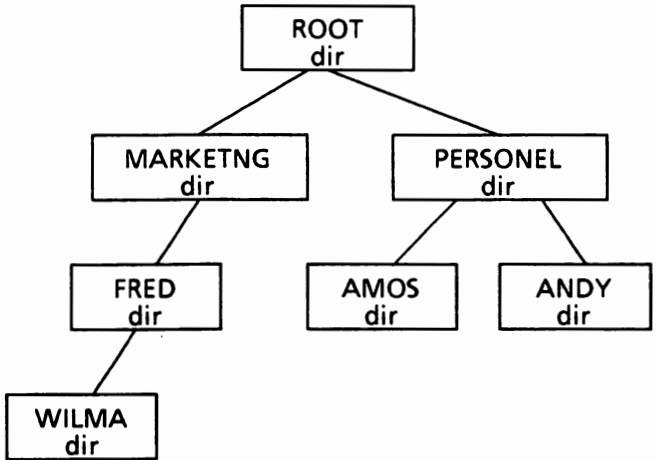 ROOT
dir
MARKETNG
dir
PERSONEL
dir
FRED
dir
AMOS
dir
ANDY
dir
WILMA
dir